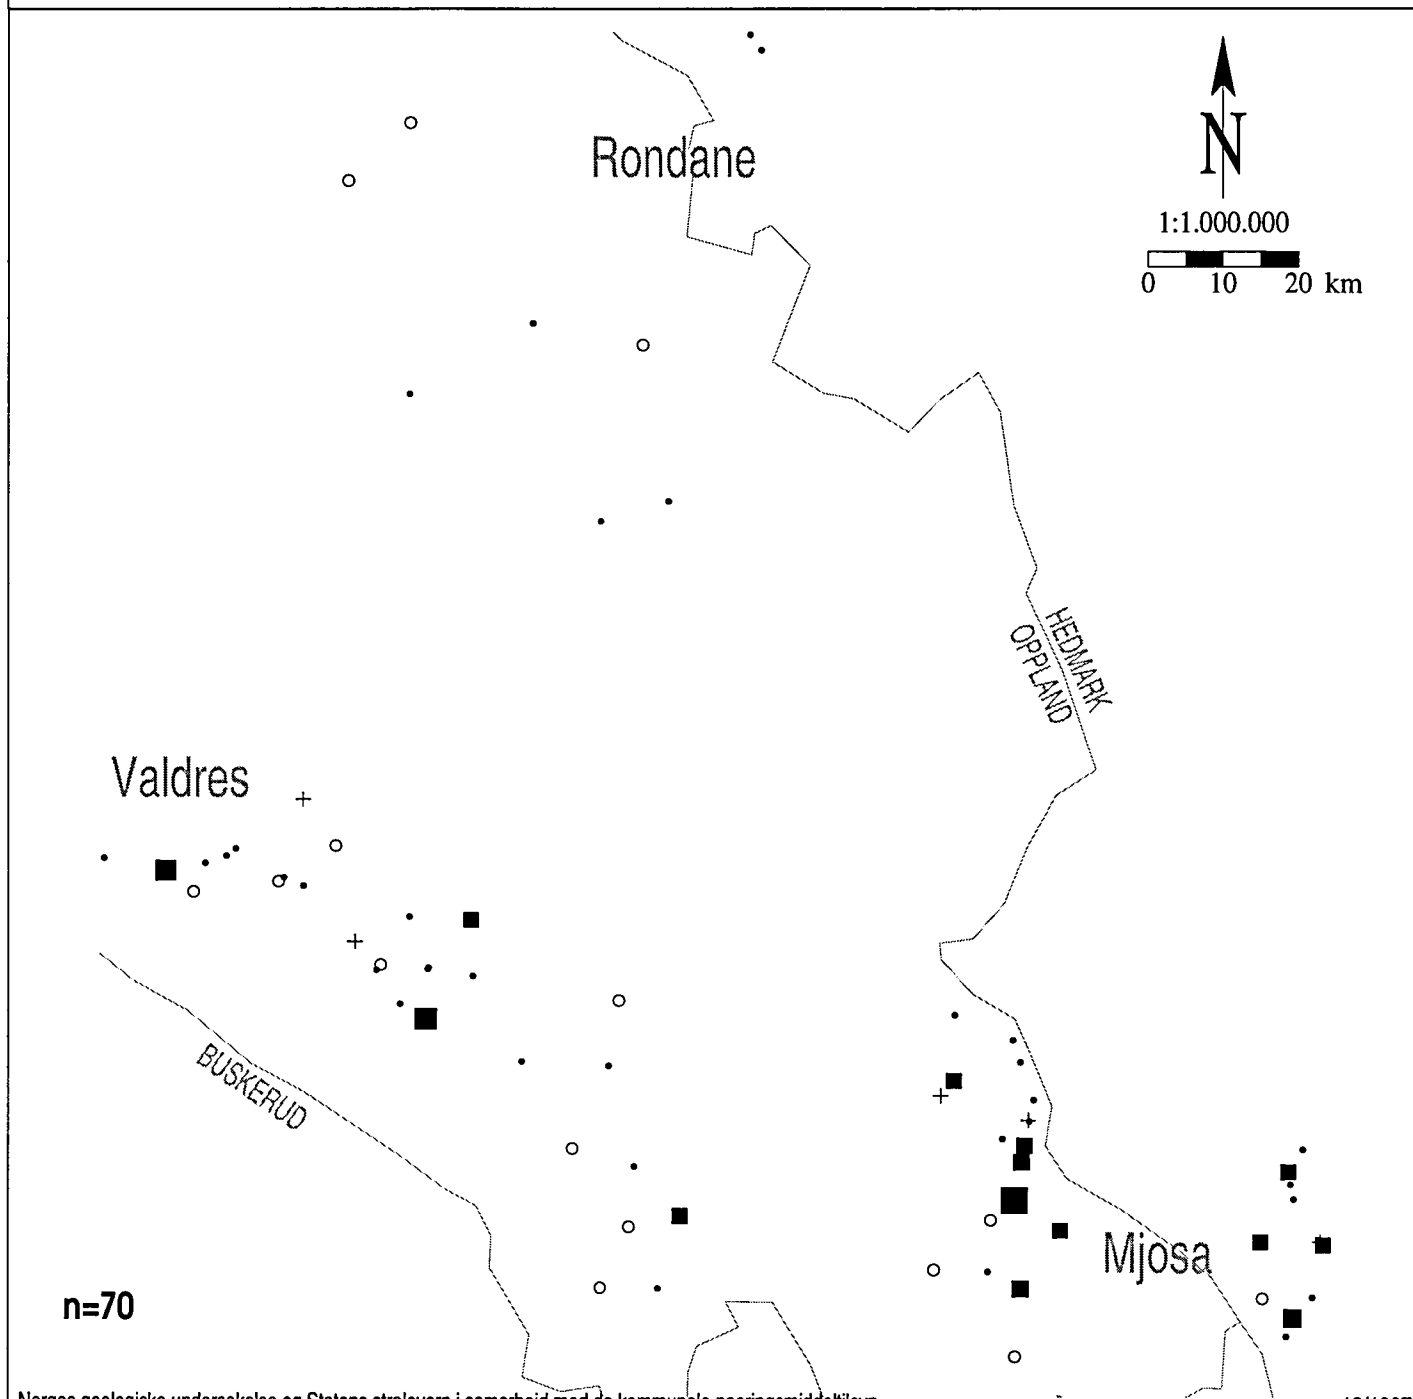 Rondane
N
1:1.000.000
0 10 20 km
HEDMARK
OPPLAND
Valdres
BUSKERUD
Mjosa
n=70